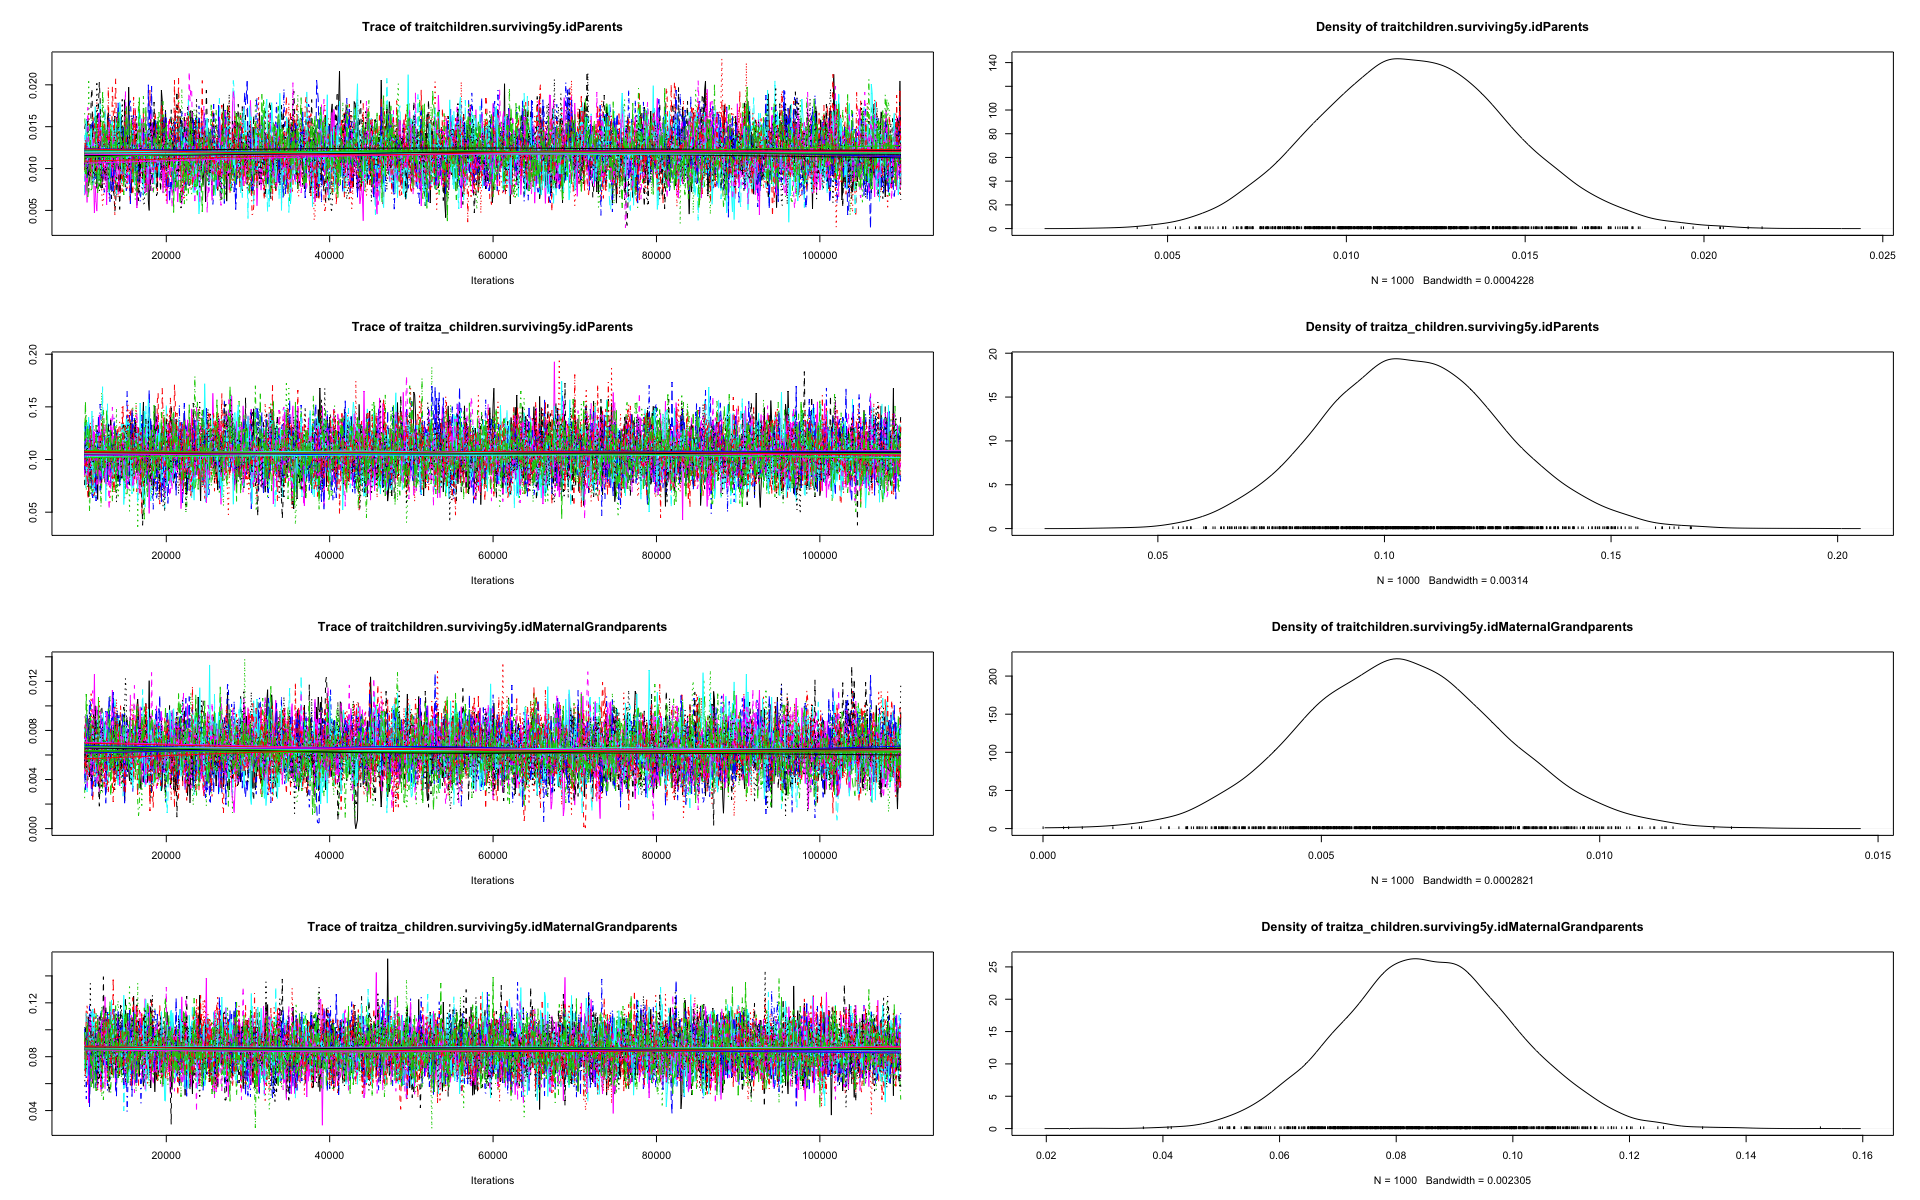 Trace of traitchildren.surviving5y.idParents
0.005 0.010 0.015 0.020
20000 40000 60000 80000 100000
Iterations
Density of traitchildren.surviving5y.idParents
0 20 40 60 80 100 140
0.005 0.010 0.015 0.020 0.025
N = 1000 Bandwidth = 0.0004228
Trace of traitza_children.surviving5y.idParents
0.05 0.10 0.15 0.20
20000 40000 60000 80000 100000
Iterations
Density of traitza_children.surviving5y.idParents
0 5 10 15 20
0.05 0.10 0.15 0.20
N = 1000 Bandwidth = 0.00314
Trace of traitchildren.surviving5y.idMaternalGrandparents
0.000 0.004 0.008 0.012
20000 40000 60000 80000 100000
Iterations
Density of traitchildren.surviving5y.idMaternalGrandparents
0 50 100 150 200
0.000 0.005 0.010 0.015
N = 1000 Bandwidth = 0.0002821
Trace of traitza_children.surviving5y.idMaternalGrandparents
0.04 0.08 0.12
20000 40000 60000 80000 100000
Iterations
Density of traitza_children.surviving5y.idMaternalGrandparents
0 5 10 15 20 25
0.02 0.04 0.06 0.08 0.10 0.12 0.14 0.16
N = 1000 Bandwidth = 0.002305